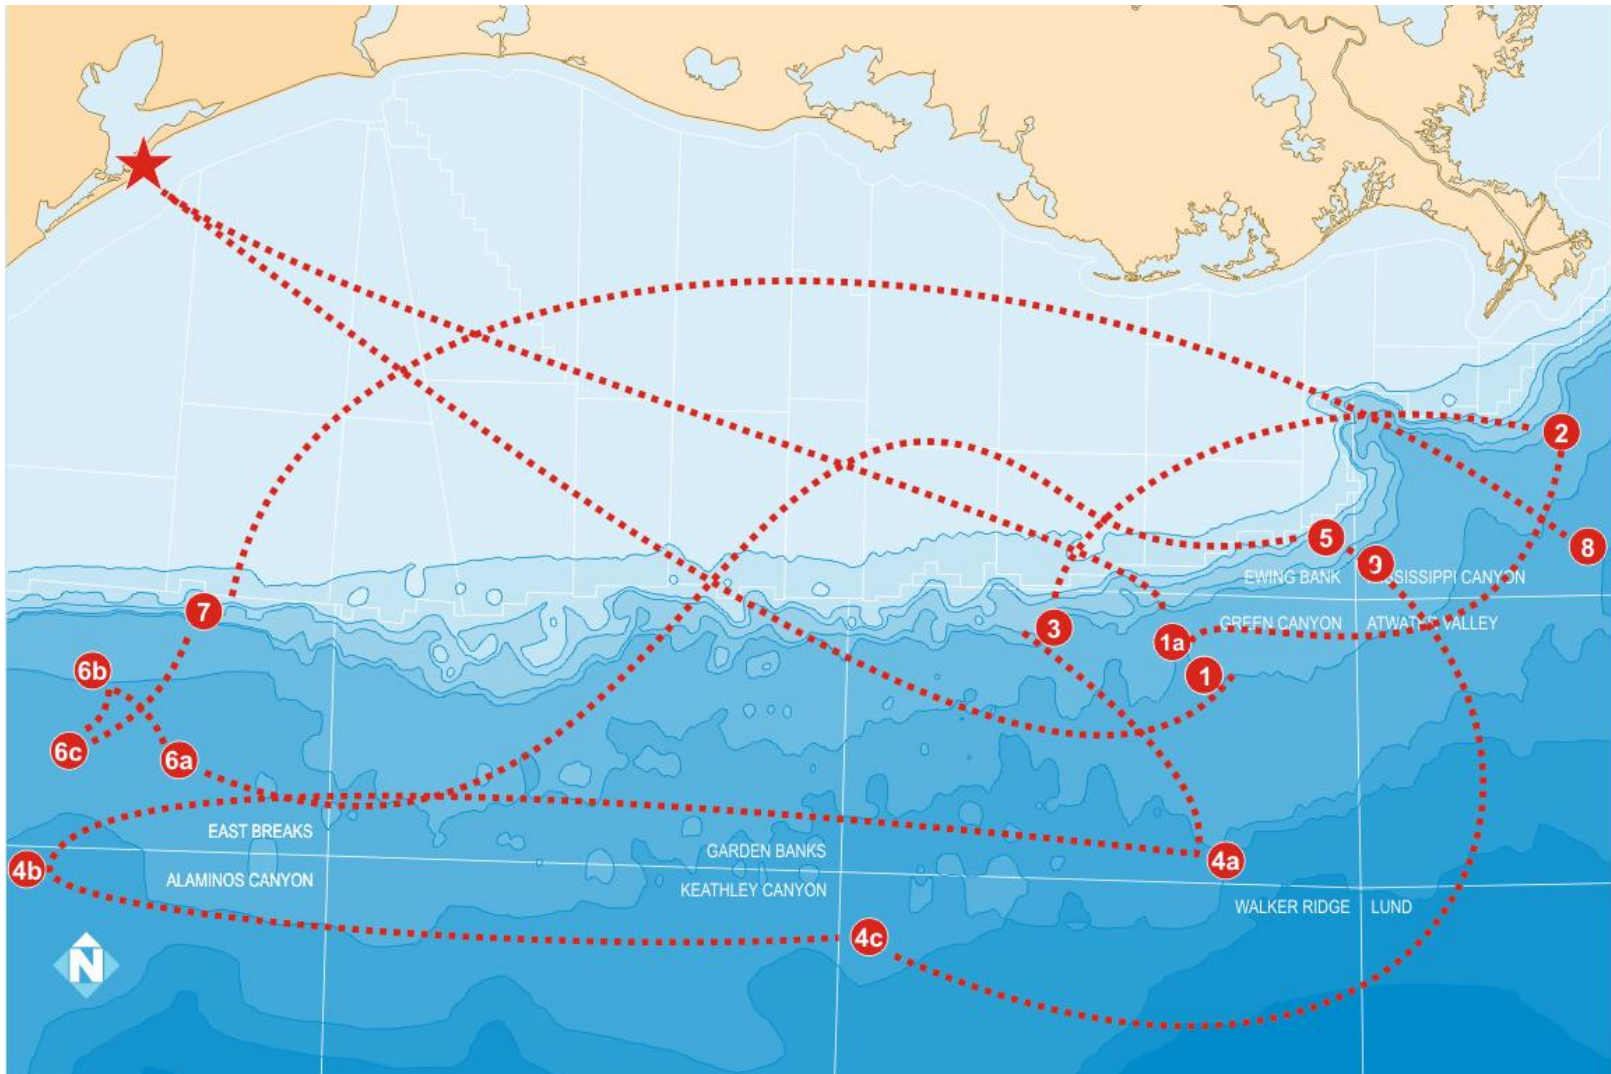 2
5
8
9
EWING BANK
MISSISSIPPI CANYON
7
3
GREEN CANYON
ATWATER VALLEY
1a
6b
1
6c
6a
EAST BREAKS
GARDEN BANKS
4a
4b
ALAMINOS CANYON
KEATHLEY CANYON
WALKER RIDGE
LUND
4c
N